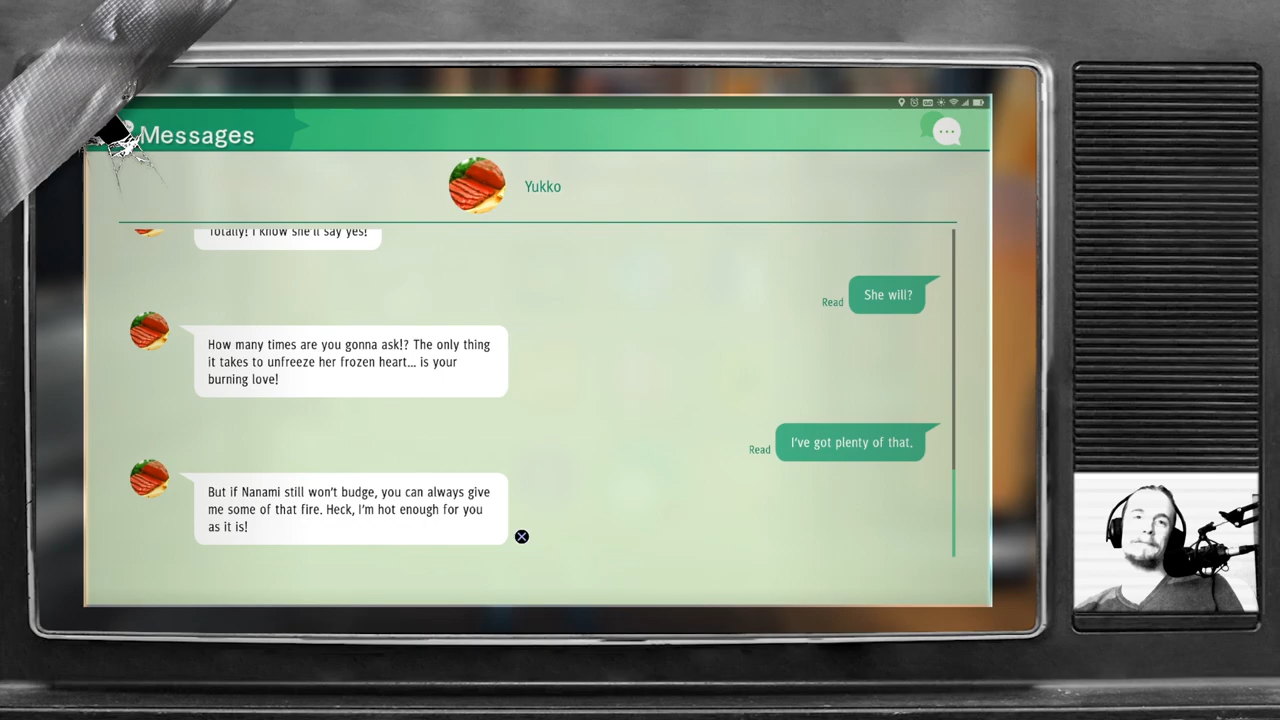 Messages
Yukko
Totally! I know she'll say yes!
She will?
Read
How many times are you gonna ask!? The only thing
it takes to unfreeze her frozen heart... is your
burning love!
I've got plenty of that.
Read
But if Nanami still won't budge, you can always give
me some of that fire. Heck, I'm hot enough for you
as it is!